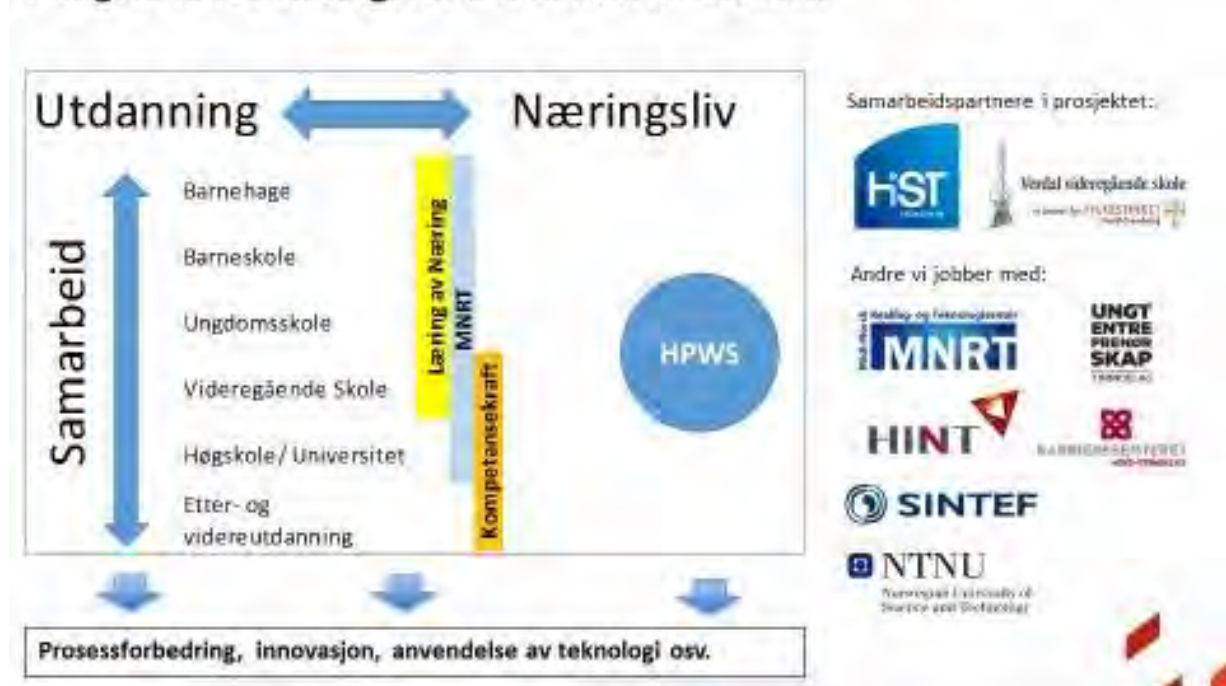 Utdanning
Næringsliv
Samarbeid
Barnehage
Barneskole
Ungdomsskole
Videregående Skole
Høgskole/ Universitet
Etter- og
videreutdanning
Læring av Næring
MNRT
Kompetansekraft
HPWS
Prosessforbedring, innovasjon, anvendelse av teknologi osv.
Samarbeidspartnere i prosjektet:
HiST
Verdal videregående skole
Andre vi jobber med:
MNRT
UNGT
ENTRE
PRENØR
SKAP
HINT
SINTEF
NTNU
Norwegian University of
Science and Technology